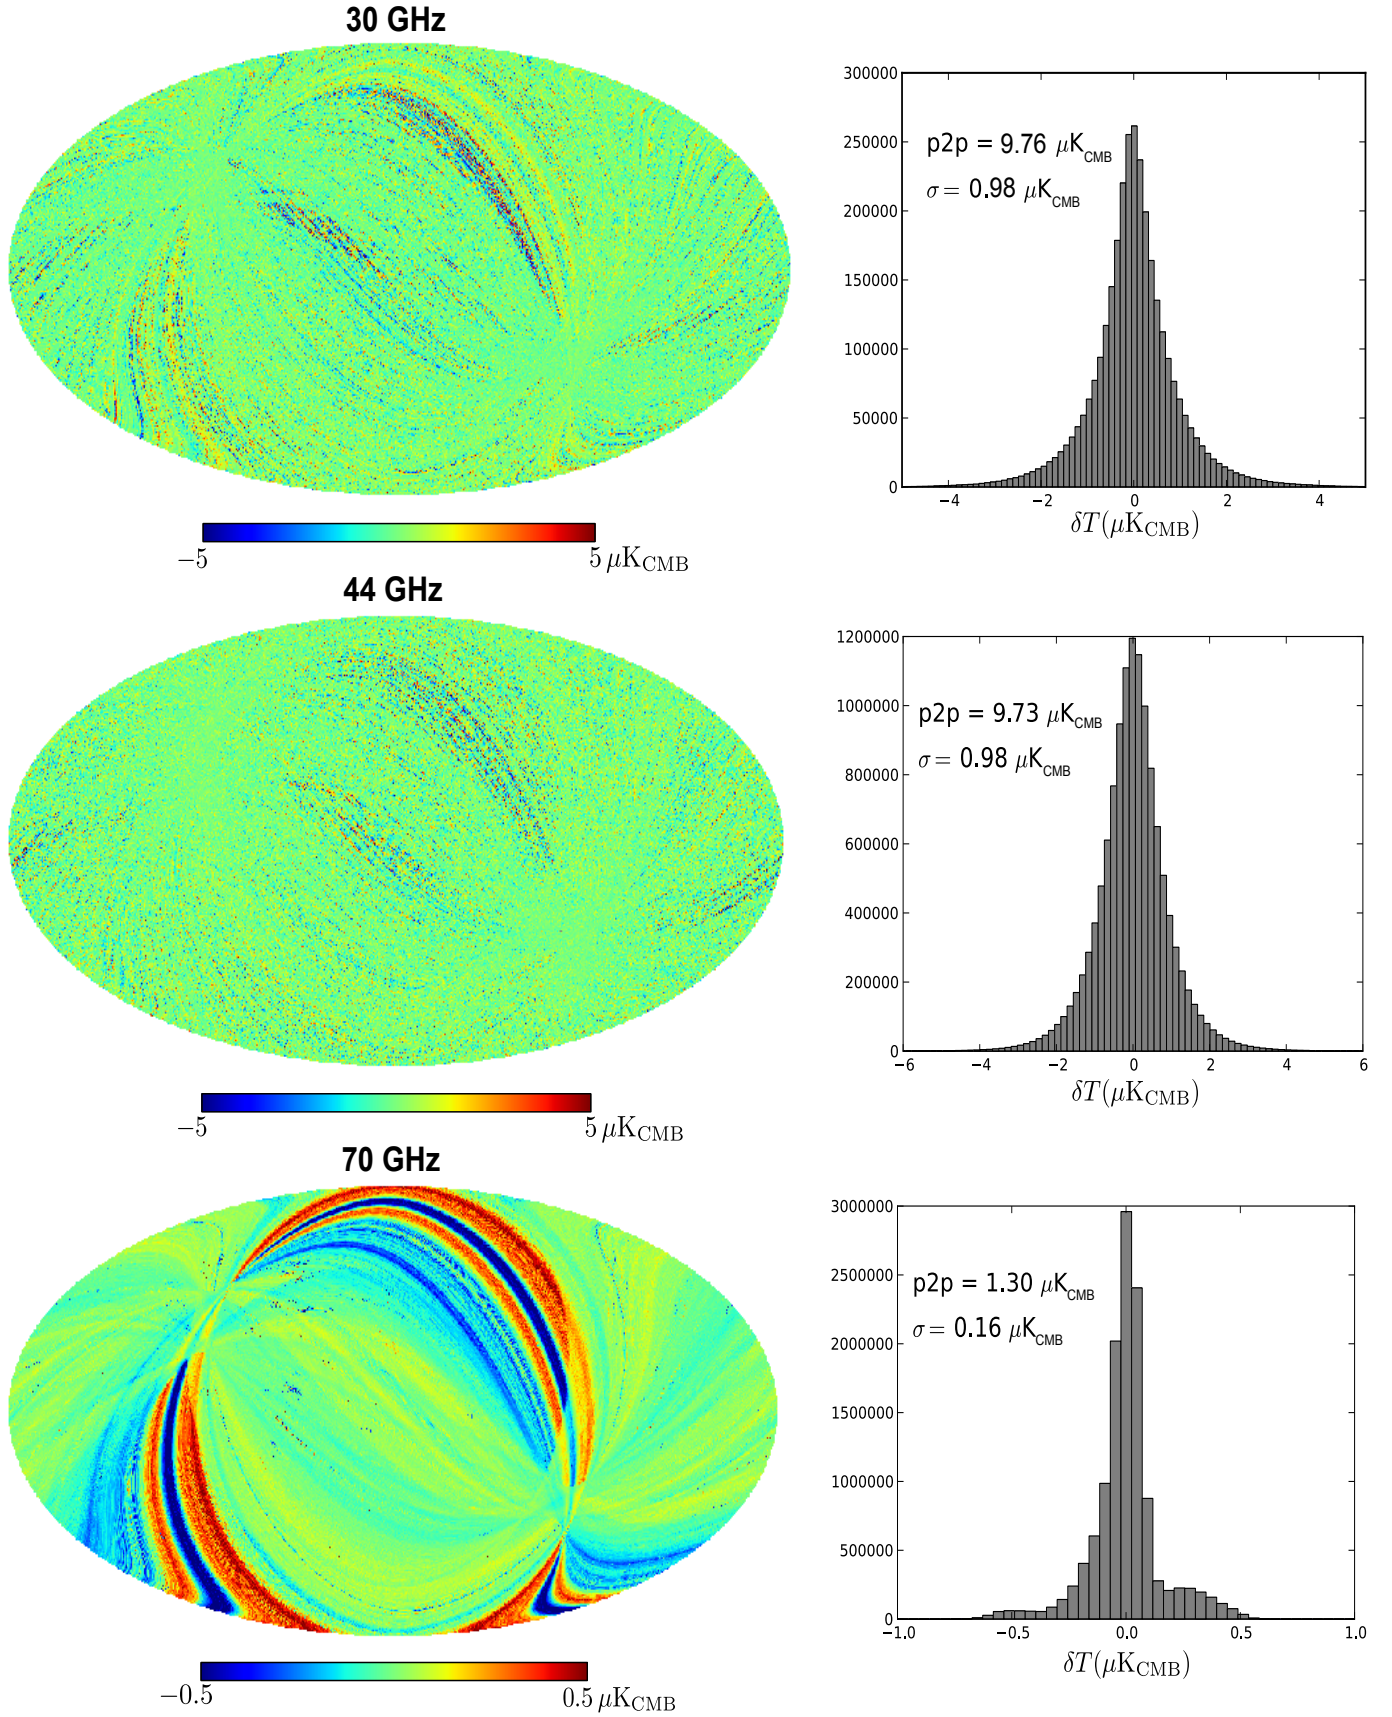 30 GHz
300000
250000
200000
150000
100000
50000
0
p2p = 9.76 μK_CMB
σ = 0.98 μK_CMB
−4 −2 0 2 4
δT(μK_CMB)
−5 5 μK_CMB
44 GHz
1200000
1000000
800000
600000
400000
200000
0
p2p = 9.73 μK_CMB
σ = 0.98 μK_CMB
−6 −4 −2 0 2 4 6
δT(μK_CMB)
−5 5 μK_CMB
70 GHz
3000000
2500000
2000000
1500000
1000000
500000
0
p2p = 1.30 μK_CMB
σ = 0.16 μK_CMB
−1.0 −0.5 0.0 0.5 1.0
δT(μK_CMB)
−0.5 0.5 μK_CMB